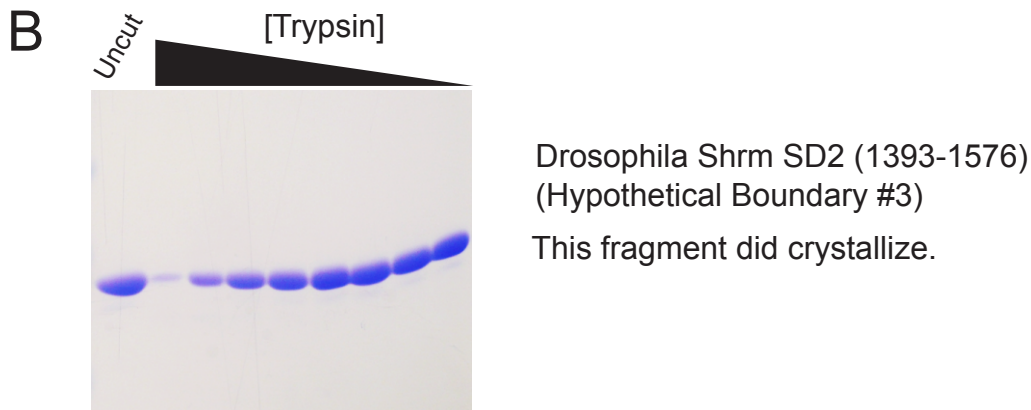 B
Uncut
[Trypsin]
Drosophila Shrm SD2 (1393-1576)
(Hypothetical Boundary #3)
This fragment did crystallize.